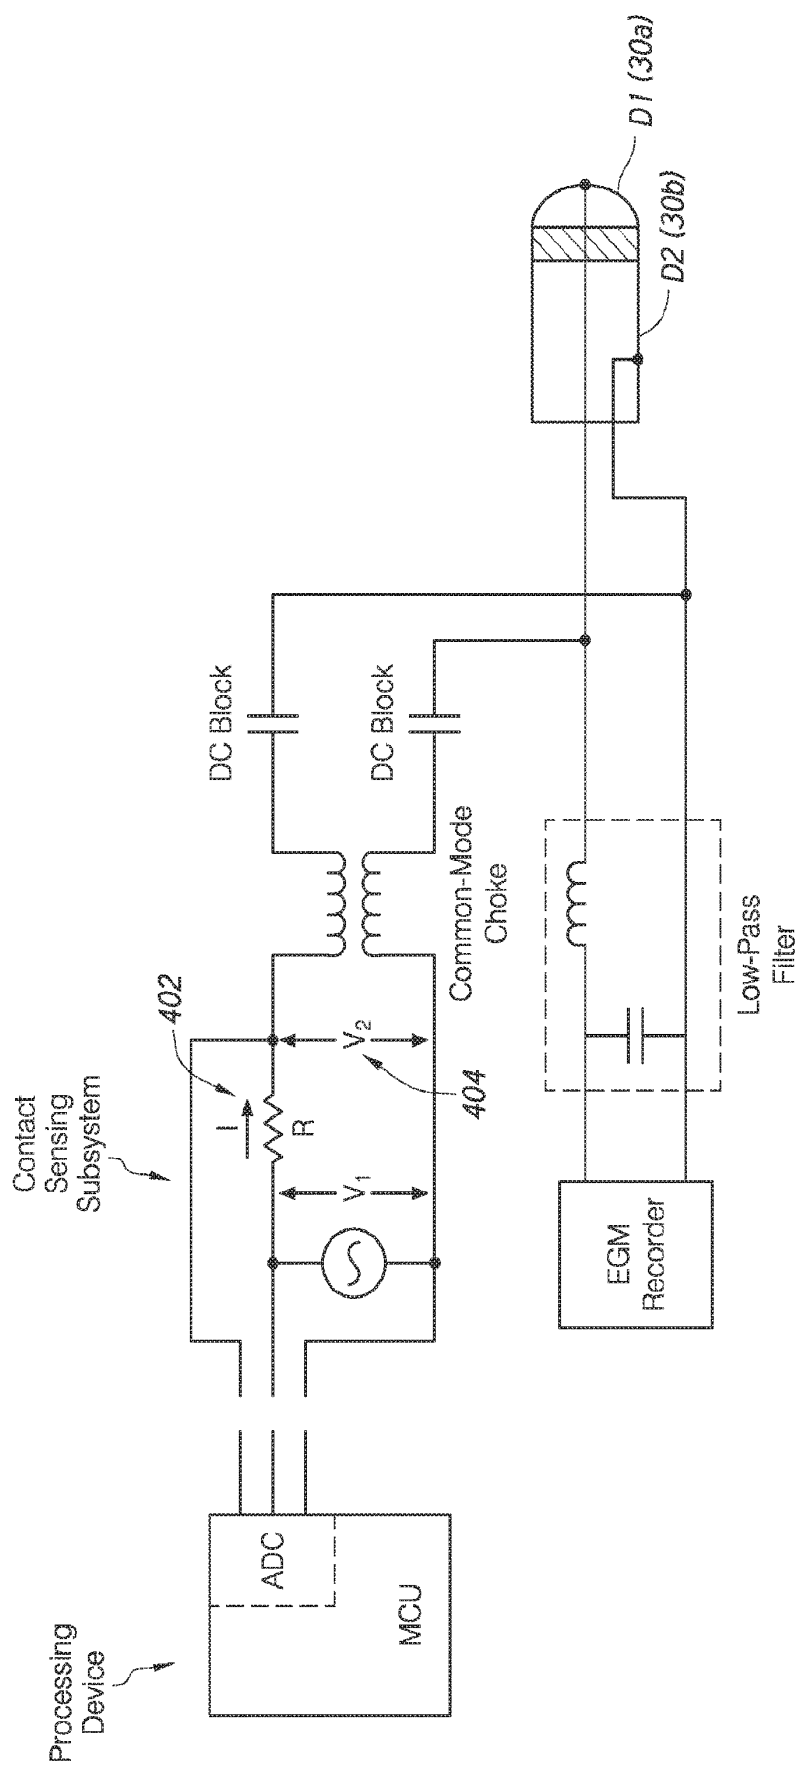 Processing
Device
MCU
ADC
Contact
Sensing
Subsystem
402
I
R
V1
V2
404
Common-Mode
Choke
DC Block
DC Block
EGM
Recorder
Low-Pass
Filter
D1 (30a)
D2 (30b)